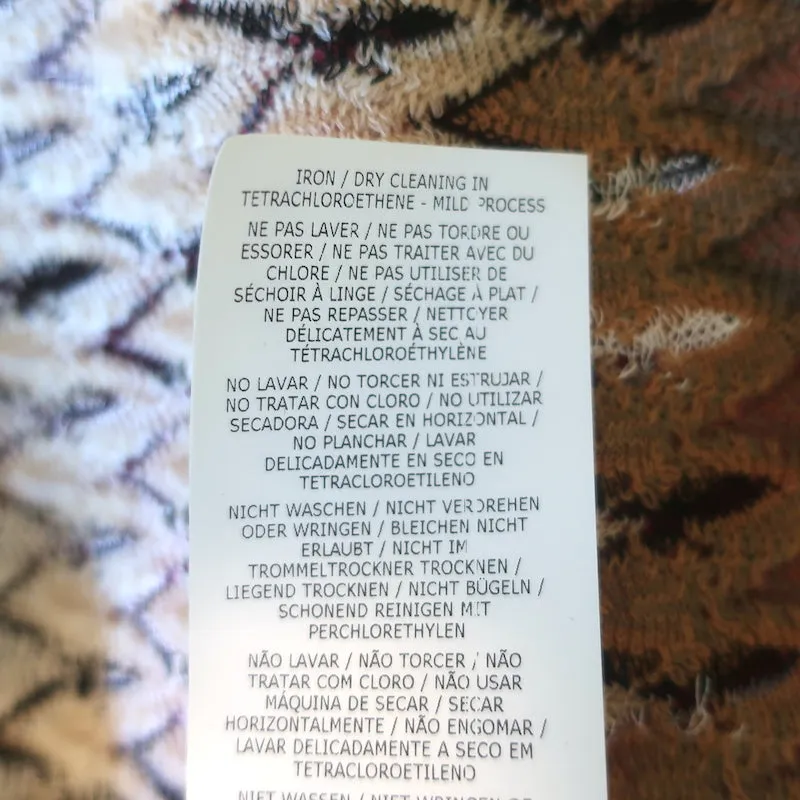 IRON / DRY CLEANING IN
TETRACHLOROETHENE - MILD PROCESS
NE PAS LAVER / NE PAS TORDRE OU
ESSORER / NE PAS TRAITER AVEC DU
CHLORE / NE PAS UTILISER DE
SÉCHOIR À LINGE / SÉCHAGE À PLAT /
NE PAS REPASSER / NETTOYER
DÉLICATEMENT À SEC AU
TÉTRACHLOROÉTHYLÈNE
NO LAVAR / NO TORCER NI ESTRUJAR /
NO TRATAR CON CLORO / NO UTILIZAR
SECADORA / SECAR EN HORIZONTAL /
NO PLANCHAR / LAVAR
DELICADAMENTE EN SECO EN
TETRACLOROETILENO
NICHT WASCHEN / NICHT VERDREHEN
ODER WRINGEN / BLEICHEN NICHT
ERLAUBT / NICHT IM
TROMMELTROCKNER TROCKNEN /
LIEGEND TROCKNEN / NICHT BÜGELN /
SCHONEND REINIGEN MIT
PERCHLORETHYLEN
NÃO LAVAR / NÃO TORCER / NÃO
TRATAR COM CLORO / NÃO USAR
MÁQUINA DE SECAR / SECAR
HORIZONTALMENTE / NÃO ENGOMAR /
LAVAR DELICADAMENTE A SECO EM
TETRACLOROETILENO
NIET WASSEN / NIET WRINGEN OF